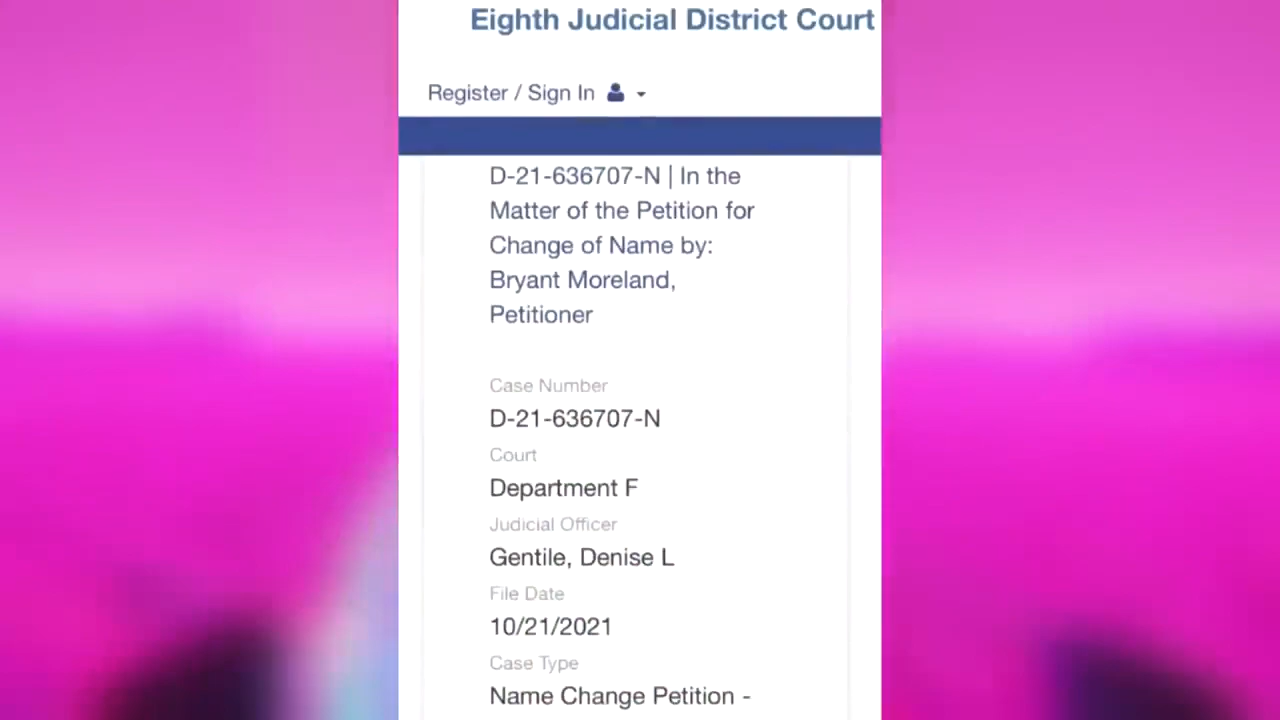 Eighth Judicial District Court
Register / Sign In
D-21-636707-N | In the
Matter of the Petition for
Change of Name by:
Bryant Moreland,
Petitioner
Case Number
D-21-636707-N
Court
Department F
Judicial Officer
Gentile, Denise L
File Date
10/21/2021
Case Type
Name Change Petition -